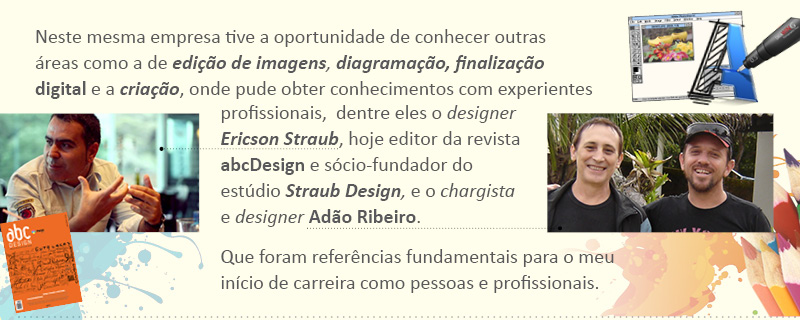 Neste mesma empresa tive a oportunidade de conhecer outras
áreas como a de edição de imagens, diagramação, finalização
digital e a criação, onde pude obter conhecimentos com experientes
profissionais, dentre eles o designer
Ericson Straub, hoje editor da revista
abcDesign e sócio-fundador do
estúdio Straub Design, e o chargista
e designer Adão Ribeiro.
Que foram referências fundamentais para o meu
início de carreira como pessoas e profissionais.
abc
DESIGN